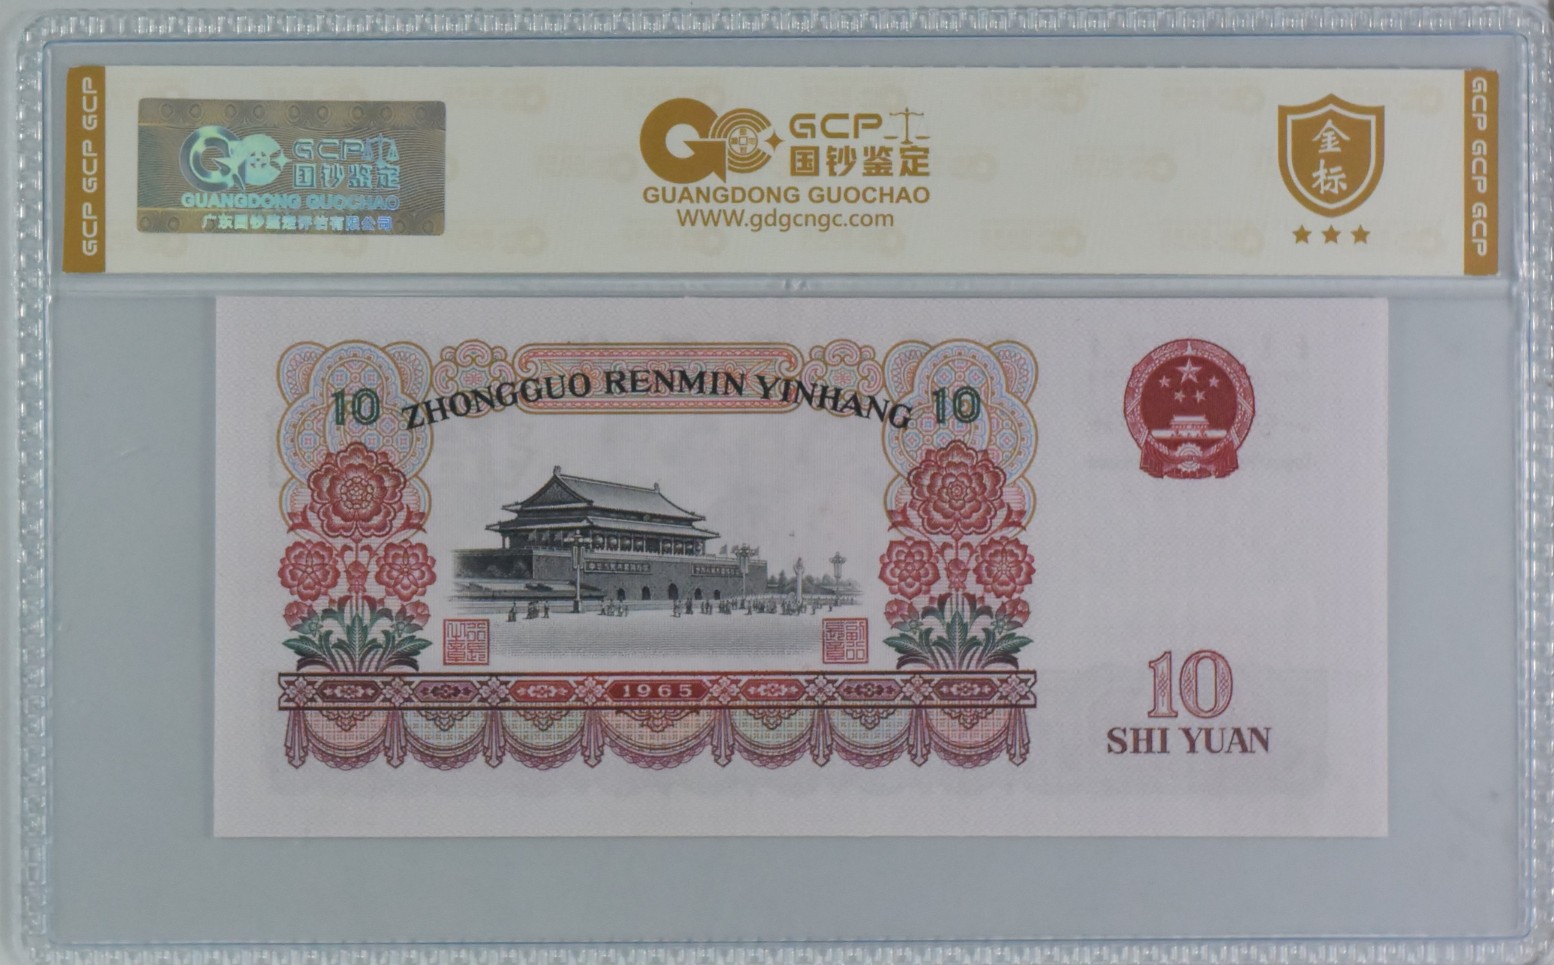 GCP GCP GCP
GCP
国钞鉴定
GUANGDONG GUOCHAO
广东国钞鉴定评估有限公司
GCP
国钞鉴定
GUANGDONG GUOCHAO
WWW.gdgcngc.com
金
标
GCP GCP GCP
10 ZHONGGUO RENMIN YINHANG 10
1965
10
SHI YUAN